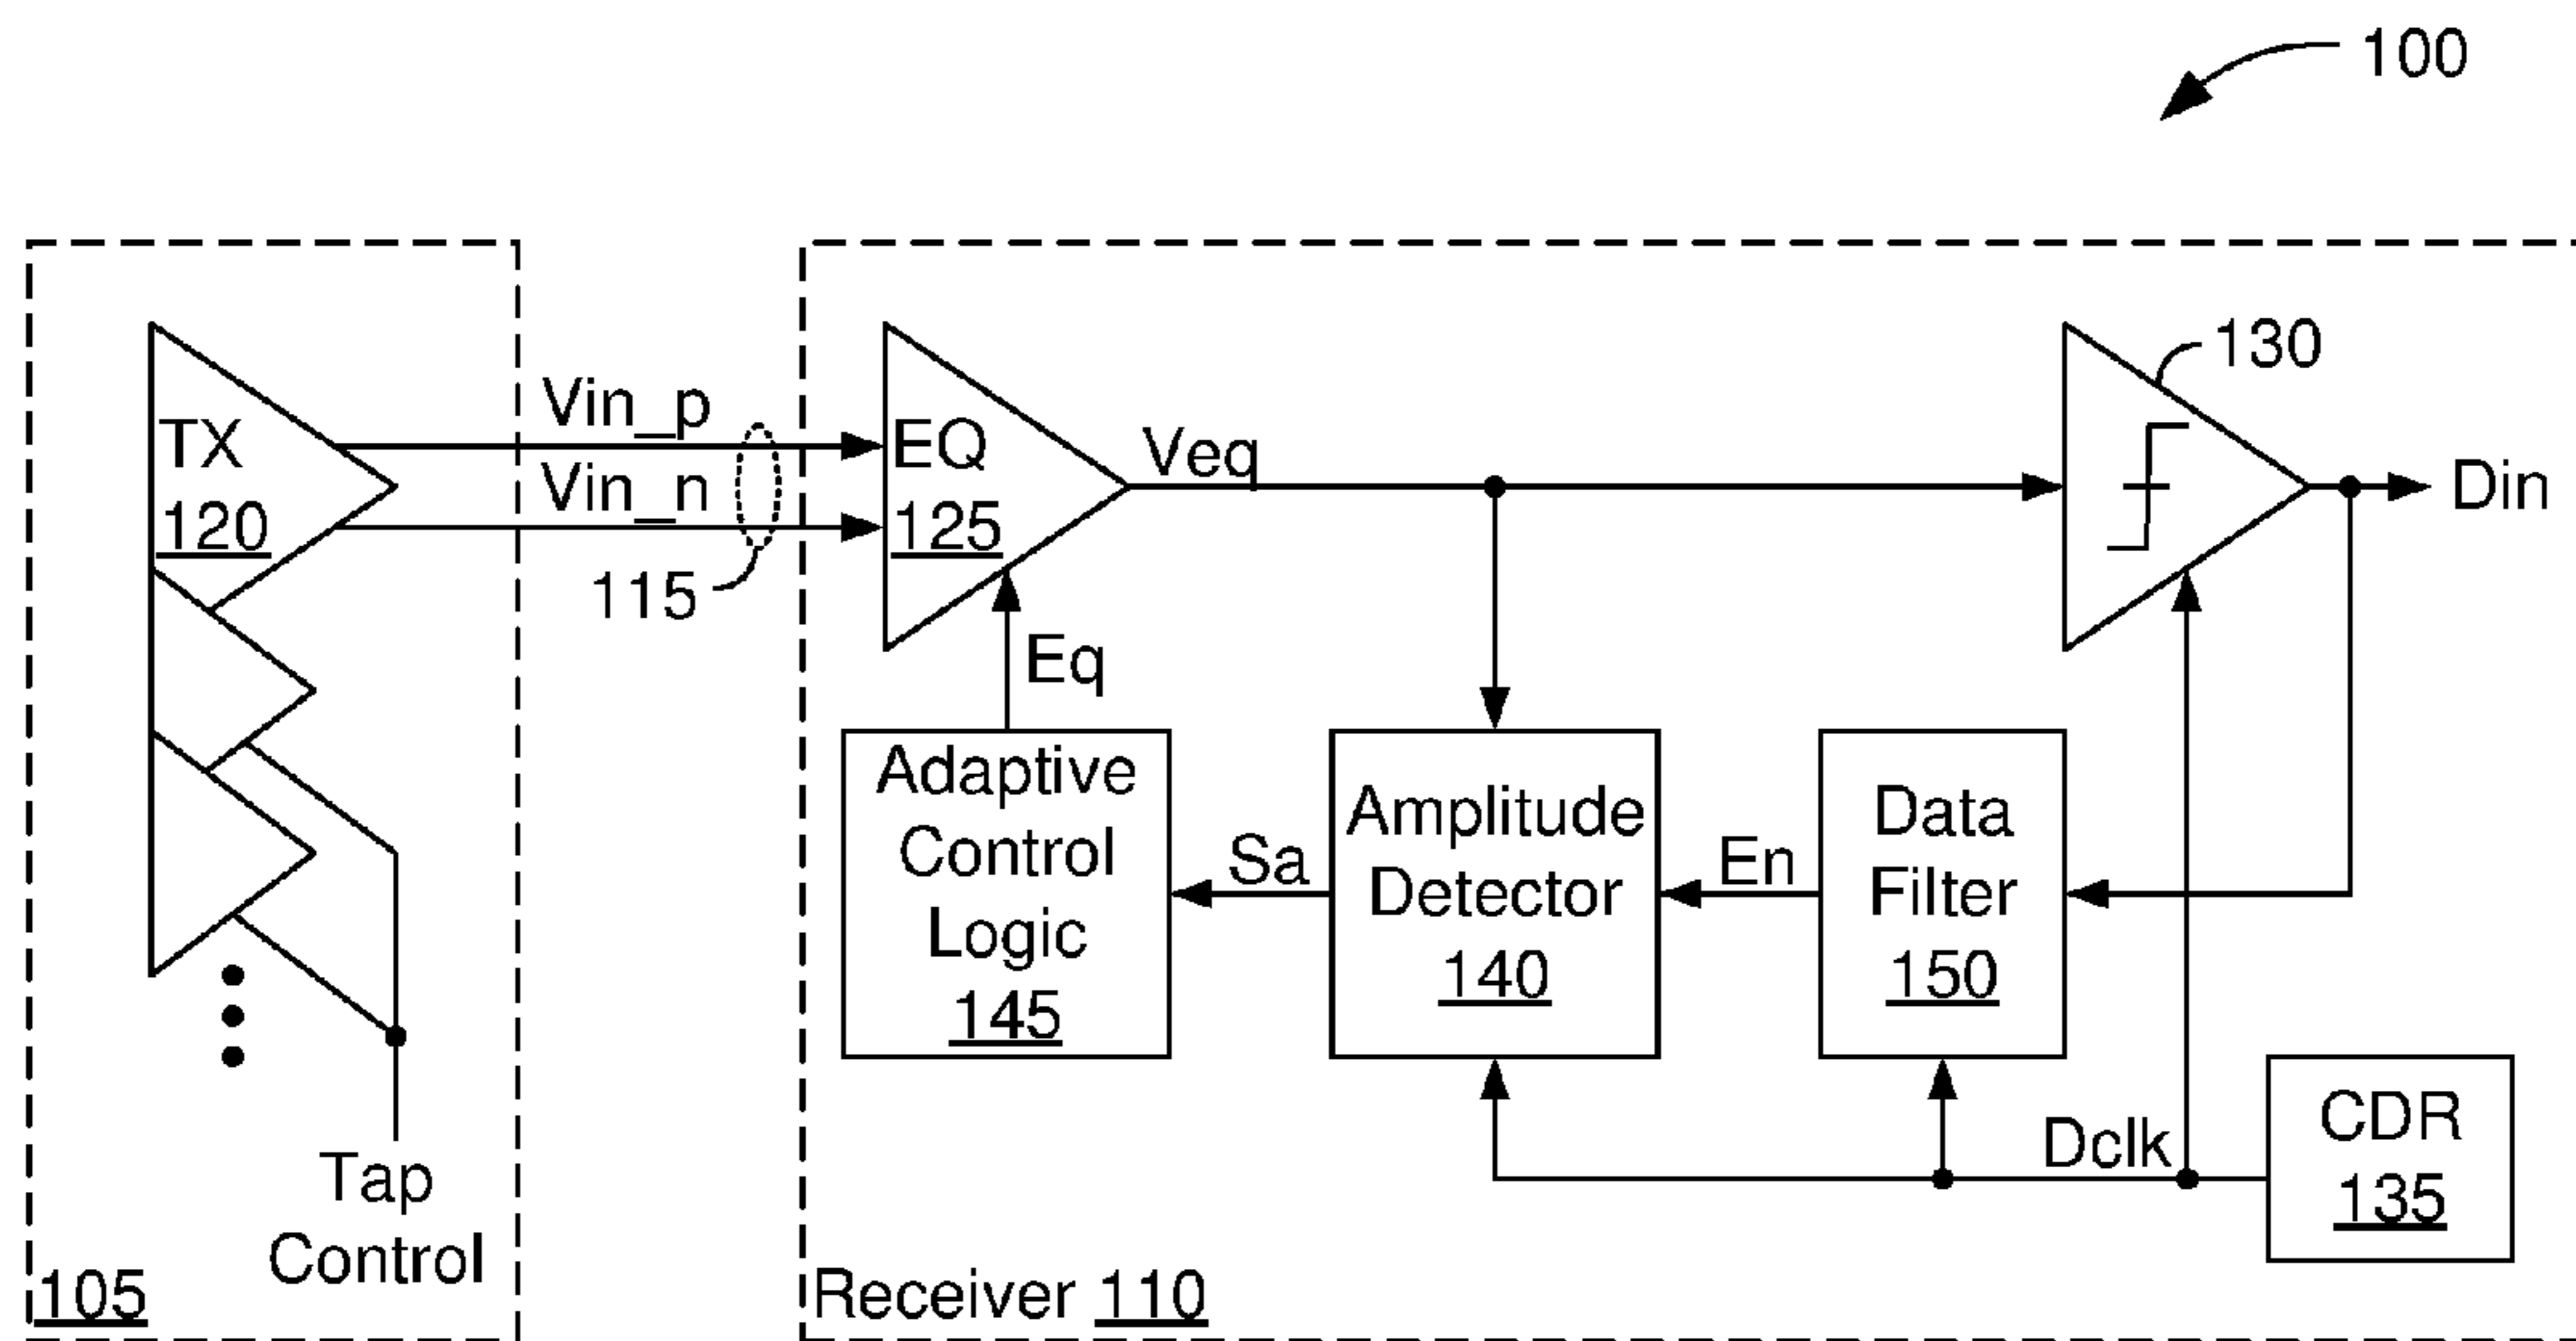 100
130
Vin_p
TX
120
EQ
125
Veq
Vin_n
115
Din
Eq
Adaptive
Control
Logic
145
Sa
Amplitude
Detector
140
En
Data
Filter
150
Dclk
CDR
135
Tap
Control
105
Receiver 110